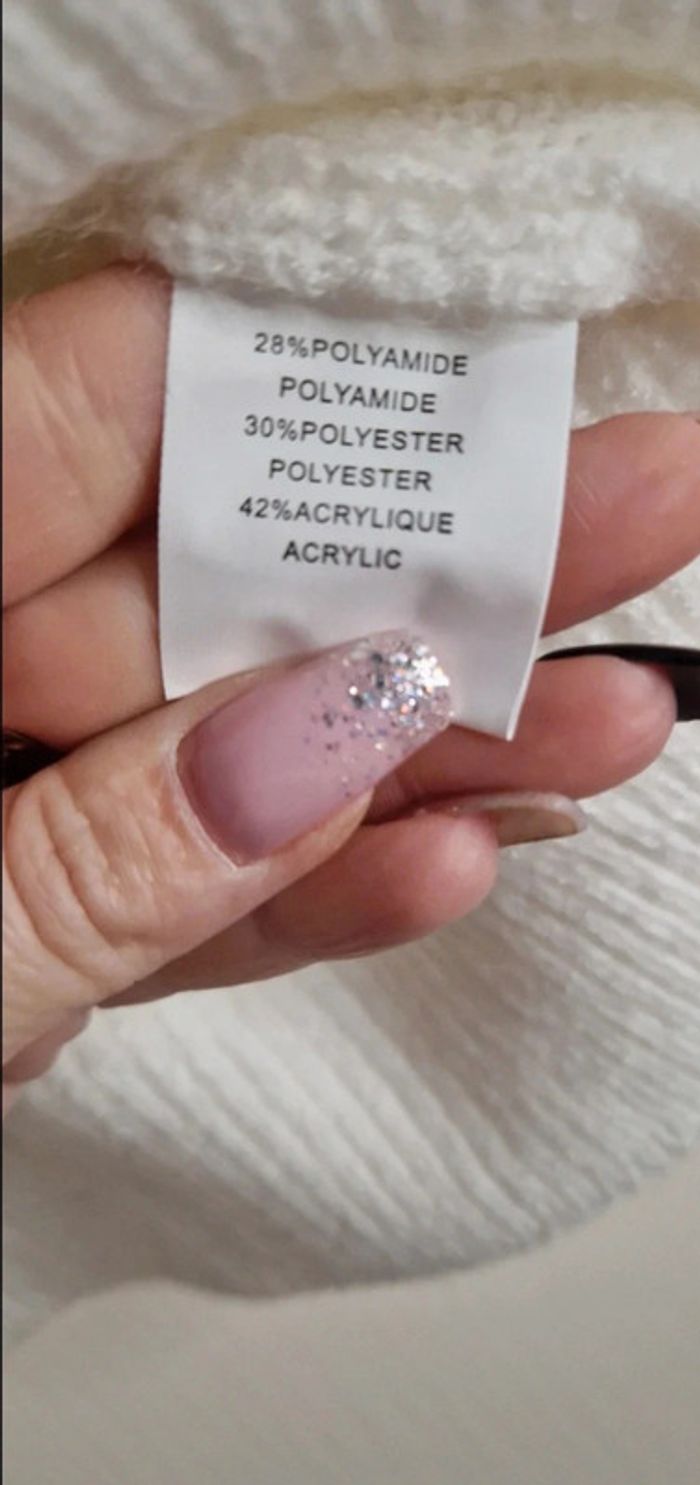 28%POLYAMIDE
POLYAMIDE
30%POLYESTER
POLYESTER
42%ACRYLIQUE
ACRYLIC